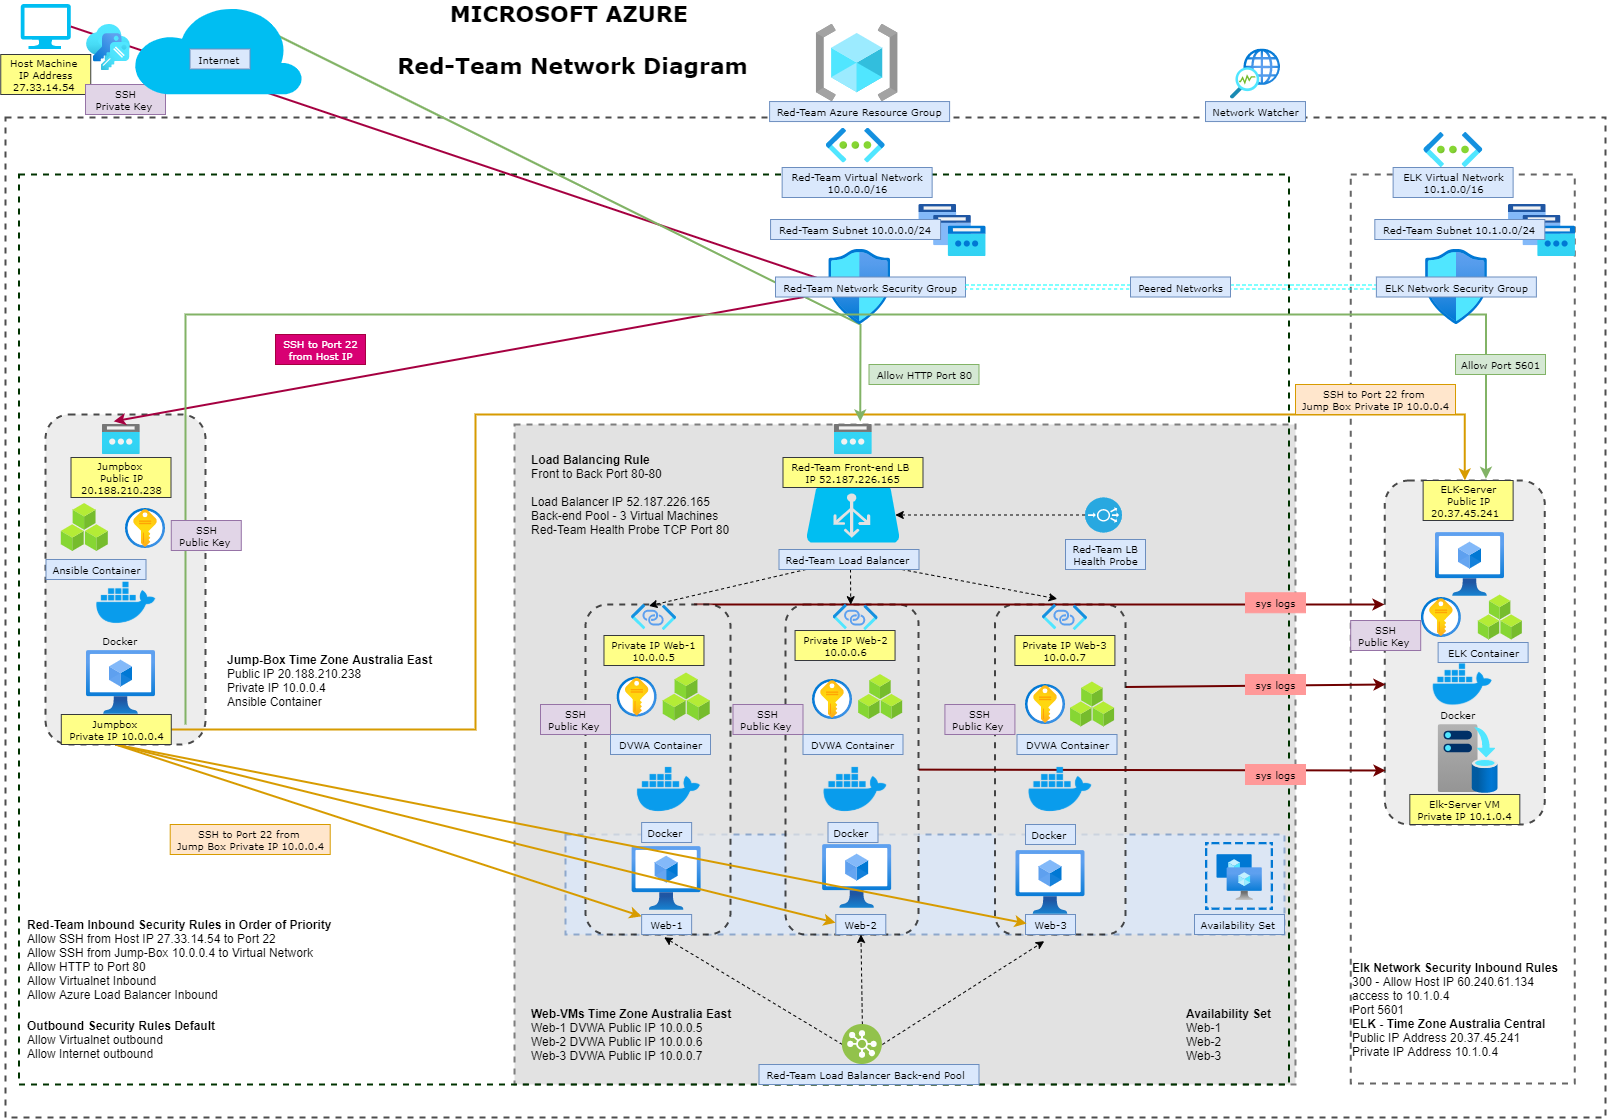 MICROSOFT AZURE
Red-Team Network Diagram
Host Machine
IP Address
27.33.14.54
SSH
Private Key
Internet
Red-Team Azure Resource Group
Network Watcher
Red-Team Virtual Network
10.0.0.0/16
ELK Virtual Network
10.1.0.0/16
Red-Team Subnet 10.0.0.0/24
Red-Team Subnet 10.1.0.0/24
Red-Team Network Security Group
Peered Networks
ELK Network Security Group
SSH to Port 22
from Host IP
Allow HTTP Port 80
Allow Port 5601
SSH to Port 22 from
Jump Box Private IP 10.0.0.4
Jumpbox
Public IP
20.188.210.238
SSH
Public Key
Ansible Container
Docker
Jumpbox
Private IP 10.0.0.4
Jump-Box Time Zone Australia East
Public IP 20.188.210.238
Private IP 10.0.0.4
Ansible Container
SSH to Port 22 from
Jump Box Private IP 10.0.0.4
Load Balancing Rule
Front to Back Port 80-80
Load Balancer IP 52.187.226.165
Back-end Pool - 3 Virtual Machines
Red-Team Health Probe TCP Port 80
Red-Team Front-end LB
IP 52.187.226.165
Red-Team Load Balancer
Red-Team LB
Health Probe
Private IP Web-1
10.0.0.5
SSH
Public Key
DVWA Container
Docker
Web-1
Private IP Web-2
10.0.0.6
SSH
Public Key
DVWA Container
Docker
Web-2
Private IP Web-3
10.0.0.7
SSH
Public Key
DVWA Container
Docker
Web-3
sys logs
sys logs
sys logs
Availability Set
ELK-Server
Public IP
20.37.45.241
SSH
Public Key
ELK Container
Docker
Elk-Server VM
Private IP 10.1.0.4
Red-Team Inbound Security Rules in Order of Priority
Allow SSH from Host IP 27.33.14.54 to Port 22
Allow SSH from Jump-Box 10.0.0.4 to Virtual Network
Allow HTTP to Port 80
Allow Virtualnet Inbound
Allow Azure Load Balancer Inbound
Outbound Security Rules Default
Allow Virtualnet outbound
Allow Internet outbound
Web-VMs Time Zone Australia East
Web-1 DVWA Public IP 10.0.0.5
Web-2 DVWA Public IP 10.0.0.6
Web-3 DVWA Public IP 10.0.0.7
Red-Team Load Balancer Back-end Pool
Availability Set
Web-1
Web-2
Web-3
Elk Network Security Inbound Rules
300 - Allow Host IP 60.240.61.134
access to 10.1.0.4
Port 5601
ELK - Time Zone Australia Central
Public IP Address 20.37.45.241
Private IP Address 10.1.0.4